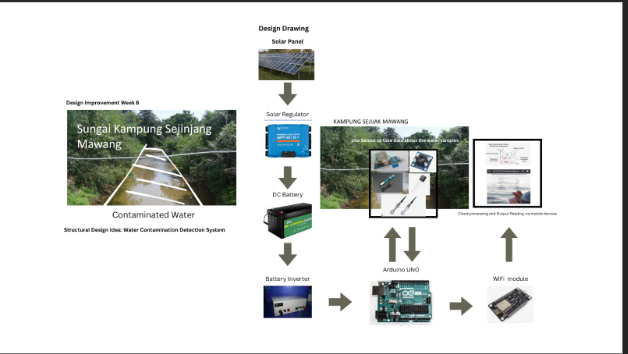 Design Drawing
Solar Panel
Design Improvement Week 8
Sungai Kampung Sejinjang
Mawang
Contaminated Water
Structural Design Idea: Water Contamination Detection System
Solar Regulator
DC Battery
Battery Inverter
KAMPUNG SEJIJAK MAWANG
Use Sensor to take data about the water samples
Arduino UNO
Cloud processing and Output Reading via mobile devices
WiFi module